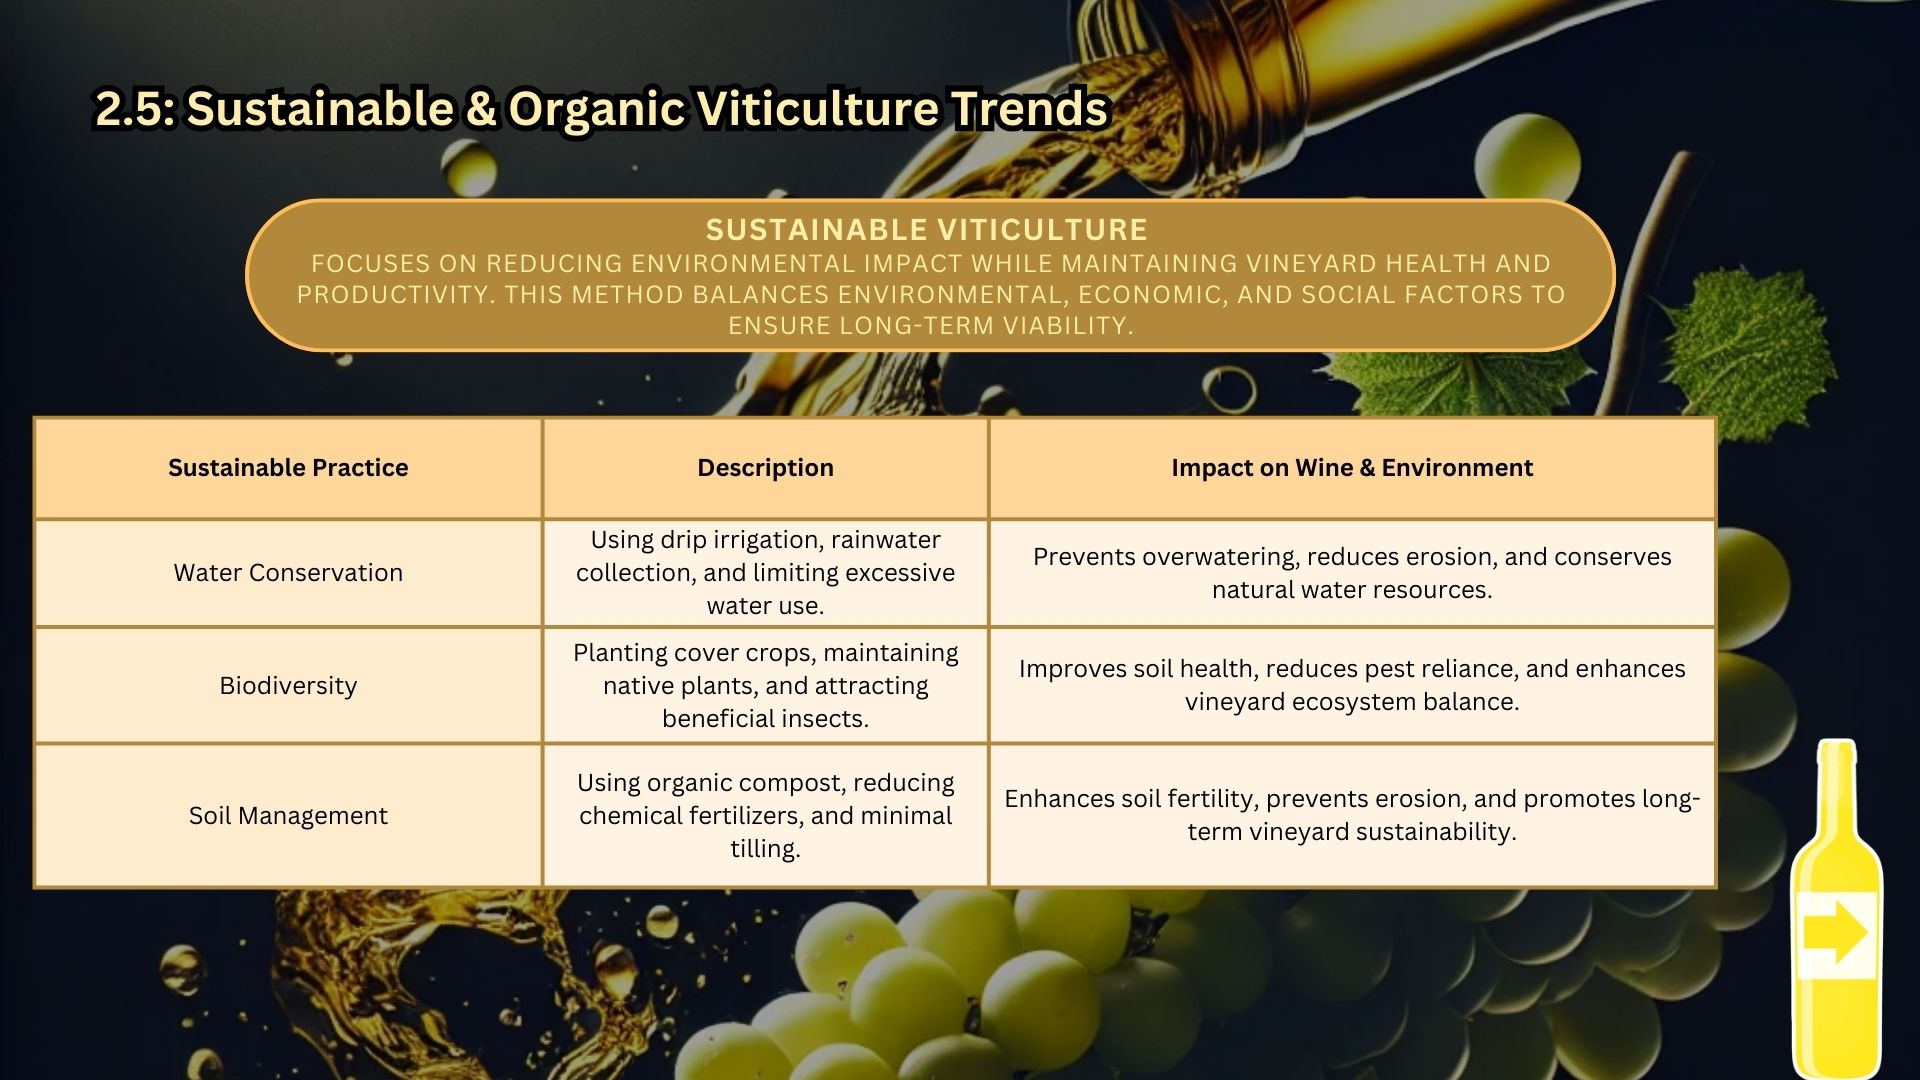 2.5: Sustainable & Organic Viticulture Trends
SUSTAINABLE VITICULTURE
FOCUSES ON REDUCING ENVIRONMENTAL IMPACT WHILE MAINTAINING VINEYARD HEALTH AND
PRODUCTIVITY. THIS METHOD BALANCES ENVIRONMENTAL, ECONOMIC, AND SOCIAL FACTORS TO
ENSURE LONG-TERM VIABILITY.
Sustainable Practice
Description
Impact on Wine & Environment
Water Conservation
Using drip irrigation, rainwater
collection, and limiting excessive
water use.
Prevents overwatering, reduces erosion, and conserves
natural water resources.
Biodiversity
Planting cover crops, maintaining
native plants, and attracting
beneficial insects.
Improves soil health, reduces pest reliance, and enhances
vineyard ecosystem balance.
Soil Management
Using organic compost, reducing
chemical fertilizers, and minimal
tilling.
Enhances soil fertility, prevents erosion, and promotes long-
term vineyard sustainability.